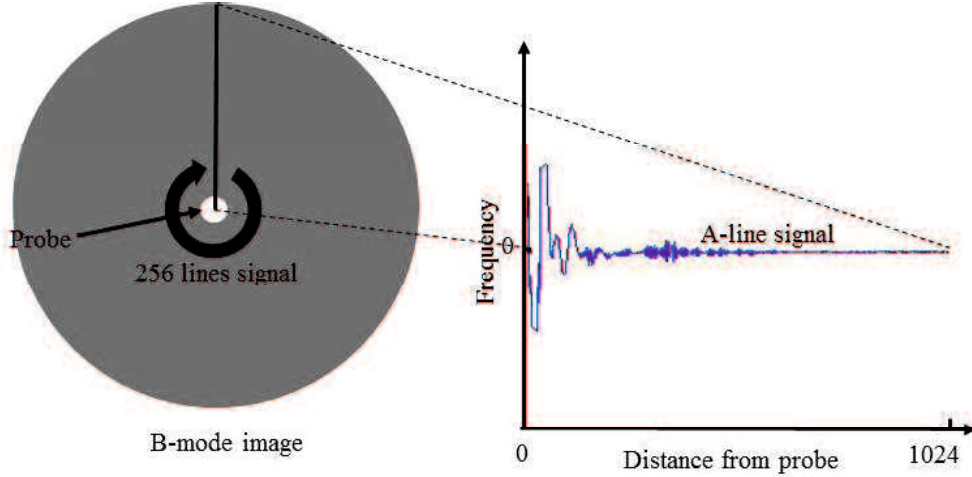 Probe
256 lines signal
B-mode image
Frequency
0
A-line signal
0
Distance from probe
1024